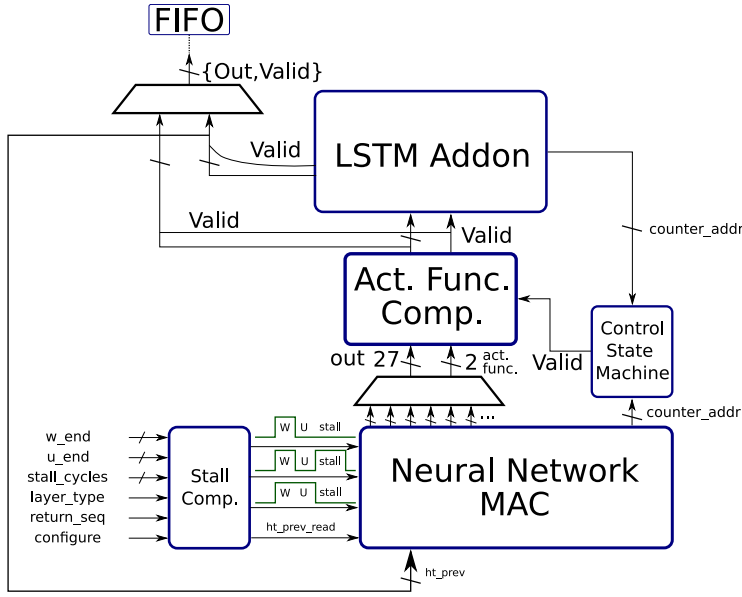 FIFO
{Out,Valid}
Valid
LSTM Addon
Valid
Valid
counter_addr
Act. Func.
Comp.
Control
State
Machine
Valid
out 27
2 act.
func.
...
counter_addr
w_end
u_end
stall_cycles
layer_type
return_seq
configure
Stall
Comp.
W U stall
W U stall
W U stall
ht_prev_read
Neural Network
MAC
ht_prev